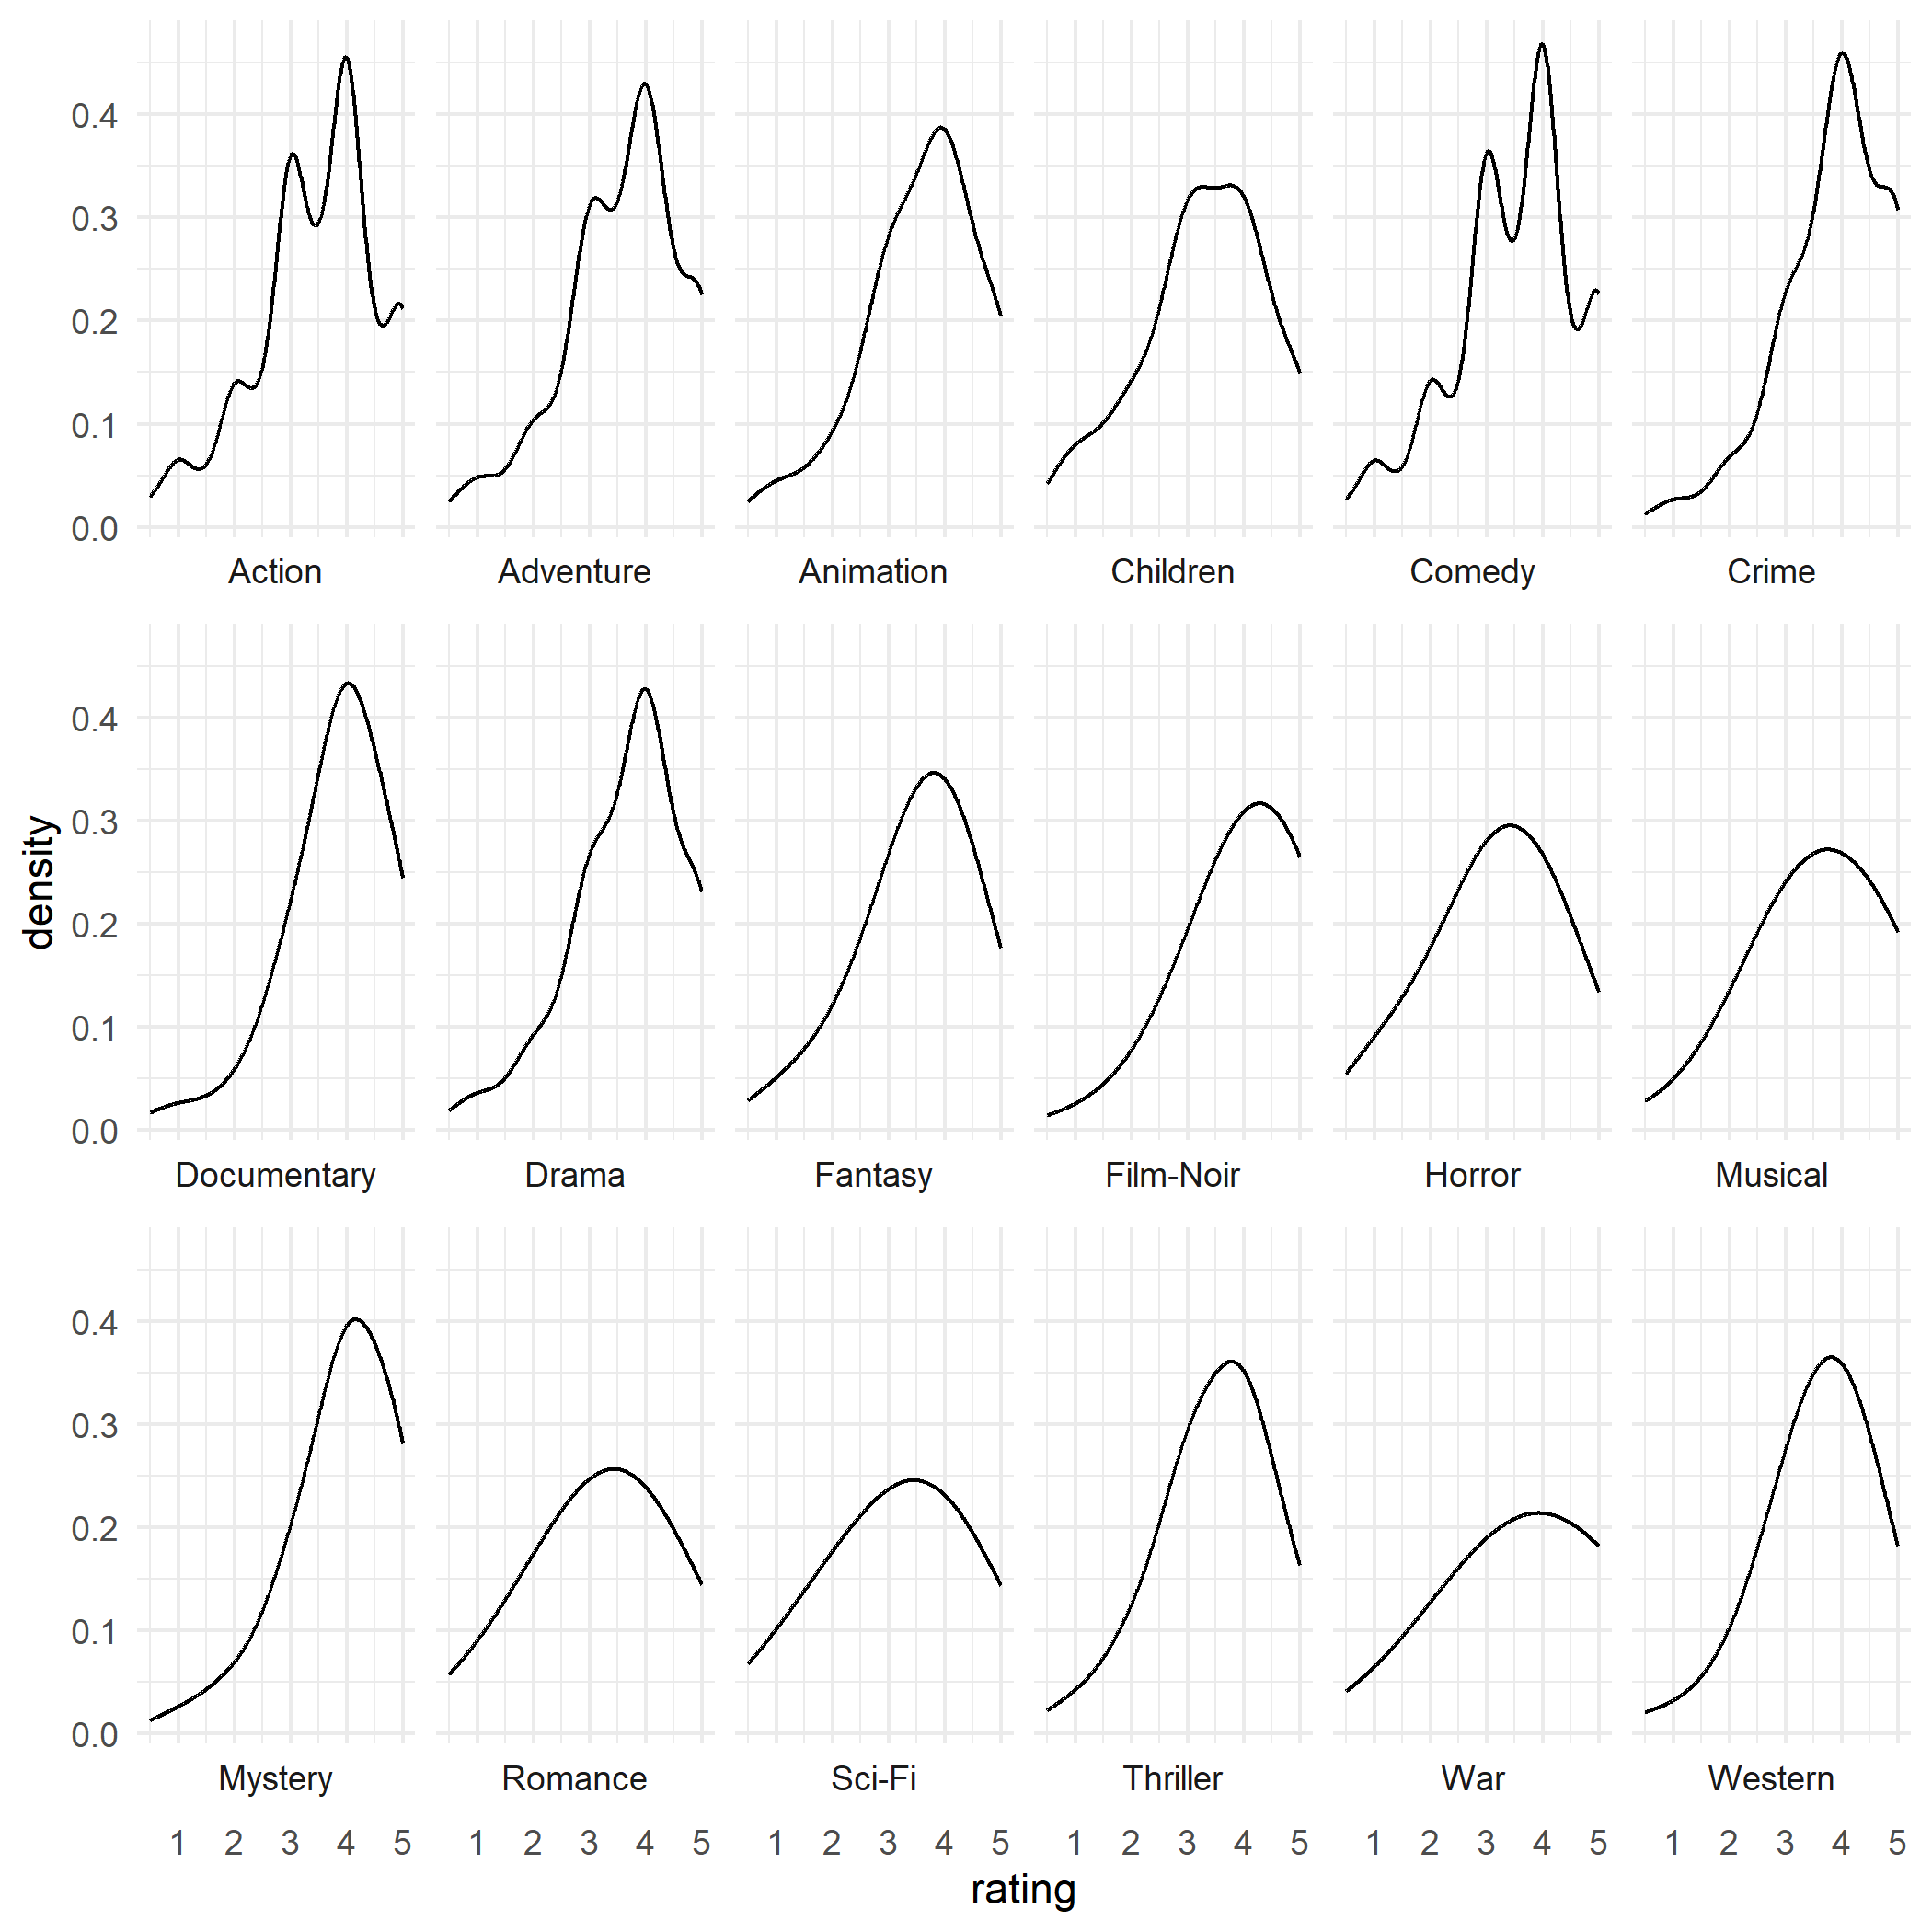 0.4
0.3
0.2
0.1
0.0
Action Adventure Animation Children Comedy Crime
0.4
0.3
0.2
0.1
0.0
Documentary Drama Fantasy Film-Noir Horror Musical
density
0.4
0.3
0.2
0.1
0.0
Mystery Romance Sci-Fi Thriller War Western
1 2 3 4 5 1 2 3 4 5 1 2 3 4 5 1 2 3 4 5 1 2 3 4 5 1 2 3 4 5
rating